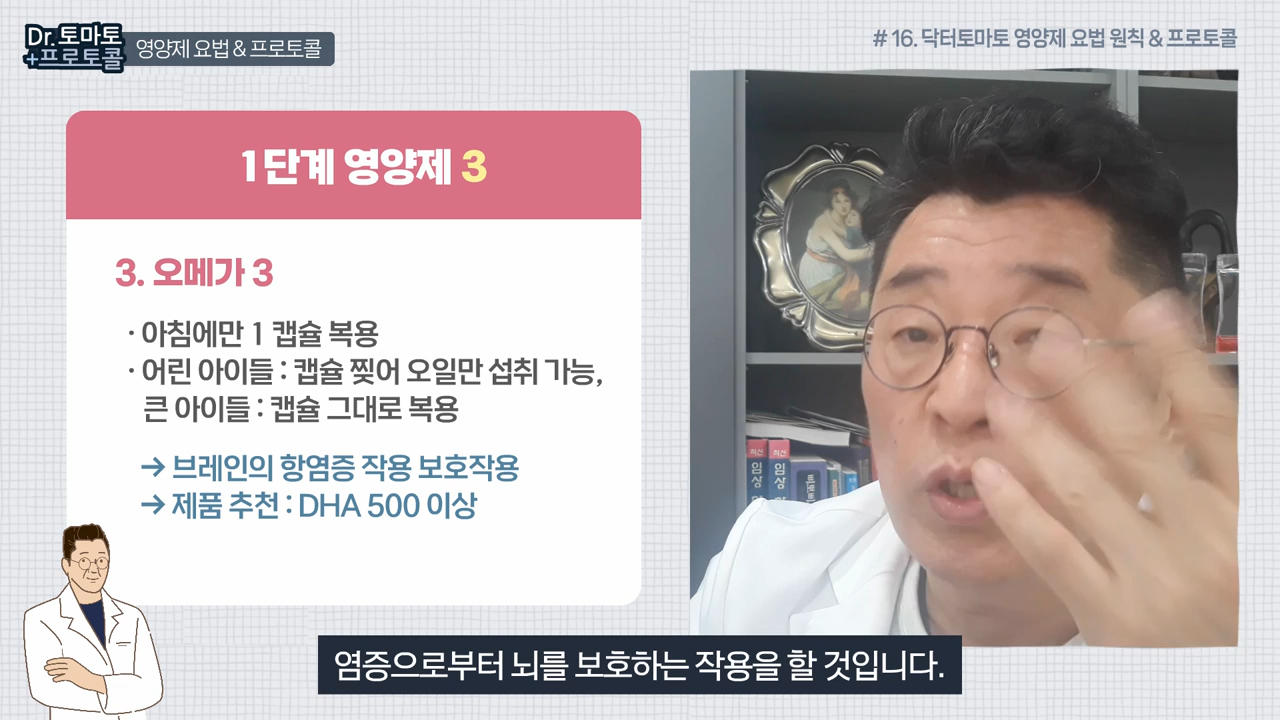 Dr.토마토
+프로토콜
영양제 요법 & 프로토콜
# 16. 닥터토마토 영양제 요법 원칙 & 프로토콜
1단계 영양제 3
3. 오메가 3
· 아침에만 1 캡슐 복용
· 어린 아이들 : 캡슐 찢어 오일만 섭취 가능,
큰 아이들 : 캡슐 그대로 복용
→ 브레인의 항염증 작용 보호작용
→ 제품 추천 : DHA 500 이상
최신
최신
임상
임상
염증으로부터 뇌를 보호하는 작용을 할 것입니다.